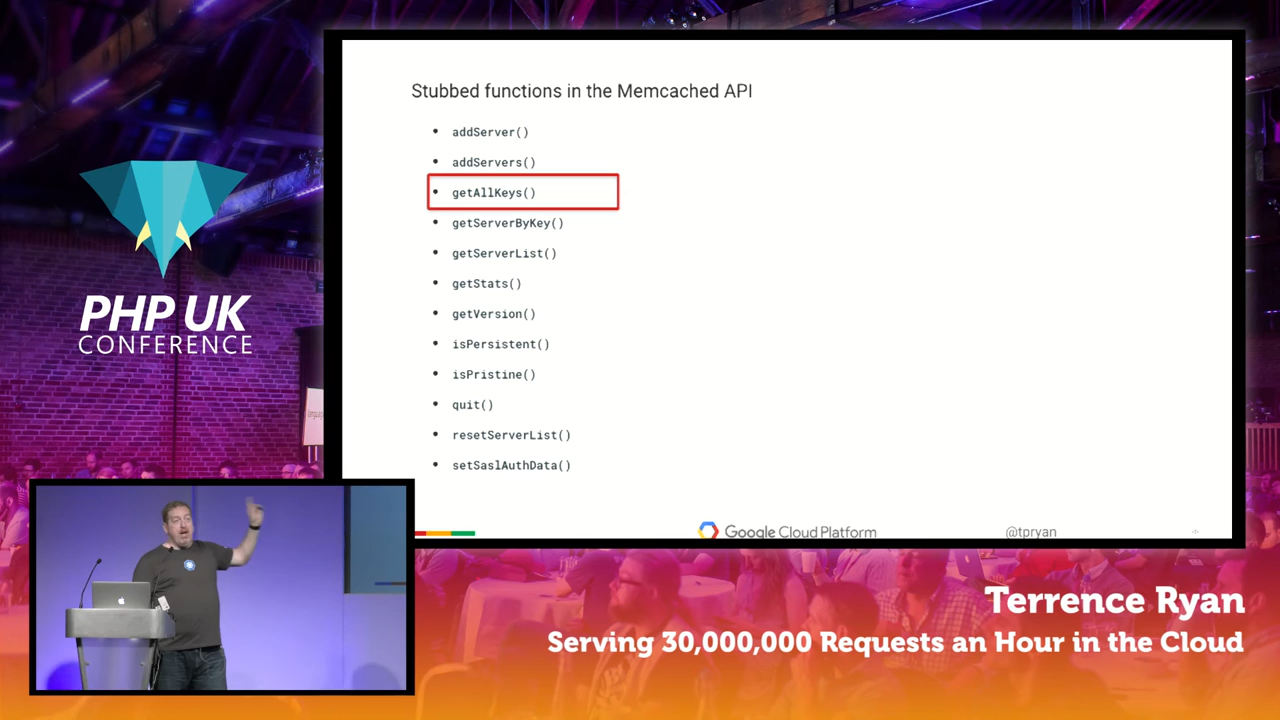 Stubbed functions in the Memcached API
• addServer()
• addServers()
• getAllKeys()
• getServerByKey()
• getServerList()
• getStats()
• getVersion()
• isPersistent()
• isPristine()
• quit()
• resetServerList()
• setSaslAuthData()
Google Cloud Platform
@tpryan
PHP UK
CONFERENCE
Terrence Ryan
Serving 30,000,000 Requests an Hour in the Cloud